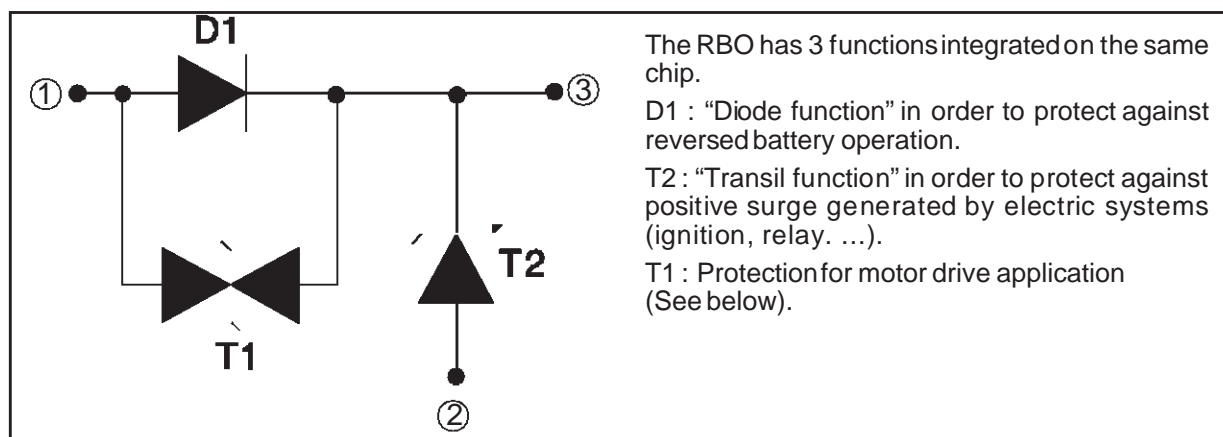 D1
①
③
T2
T1
②
The RBO has 3 functions integrated on the same
chip.
D1 : “Diode function” in order to protect against
reversed battery operation.
T2 : “Transil function” in order to protect against
positive surge generated by electric systems
(ignition, relay. ...).
T1 : Protection for motor drive application
(See below).